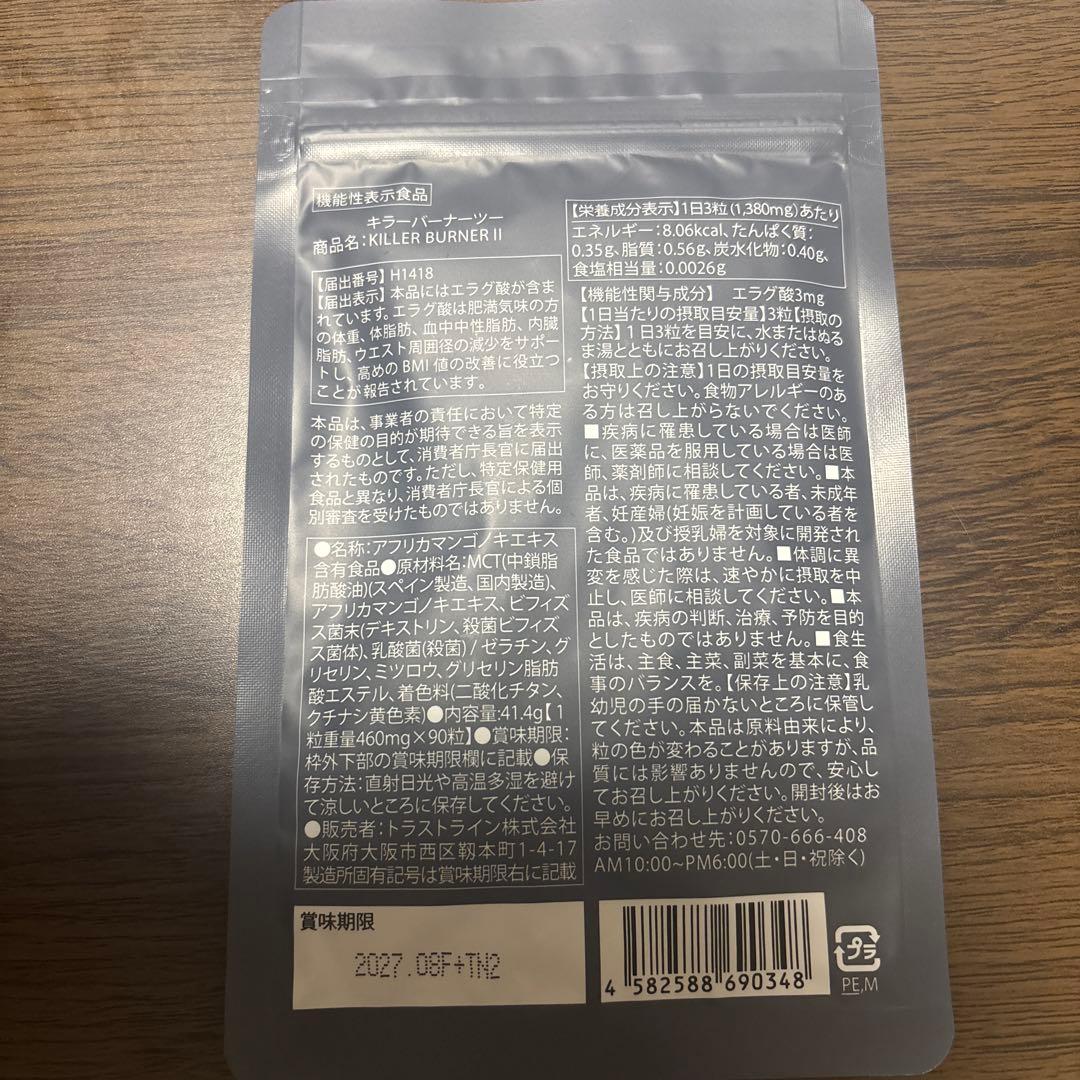 機能性表示食品
キラーバーナーツー
商品名:KILLER BURNER II
【届出番号】H1418
【届出表示】本品にはエラグ酸が含ま
れています。エラグ酸は肥満気味の方
の体重、体脂肪、血中中性脂肪、内臓
脂肪、ウエスト周囲径の減少をサポー
トし、高めのBMI値の改善に役立つ
ことが報告されています。
本品は、事業者の責任において特定
の保健の目的が期待できる旨を表示
するものとして、消費者庁長官に届出
されたものです。ただし、特定保健用
食品と異なり、消費者庁長官による個
別審査を受けたものではありません。
●名称:アフリカマンゴノキエキス
含有食品●原材料名:MCT(中鎖脂
肪酸油)(スペイン製造、国内製造)、
アフリカマンゴノキエキス、ビフィズ
ス菌末(デキストリン、殺菌ビフィズ
ス菌体)、乳酸菌(殺菌) / ゼラチン、グ
リセリン、ミツロウ、グリセリン脂肪
酸エステル、着色料(二酸化チタン、
クチナシ黄色素)●内容量:41.4g【1
粒重量460mg×90粒】●賞味期限:
枠外下部の賞味期限欄に記載●保
存方法:直射日光や高温多湿を避け
て涼しいところに保存してください。
●販売者:トラストライン株式会社
大阪府大阪市西区靱本町1-4-17
製造所固有記号は賞味期限右に記載
【栄養成分表示】1日3粒(1,380mg)あたり
エネルギー:8.06kcal、たんぱく質:
0.35g、脂質:0.56g、炭水化物:0.40g、
食塩相当量:0.0026g
【機能性関与成分】 エラグ酸3mg
【1日当たりの摂取目安量】3粒【摂取の
方法】1日3粒を目安に、水またはぬる
ま湯とともにお召し上がりください。
【摂取上の注意】1日の摂取目安量を
お守りください。食物アレルギーのあ
る方は召し上がらないでください。
■疾病に罹患している場合は医師
に、医薬品を服用している場合は医
師、薬剤師に相談してください。■本
品は、疾病に罹患している者、未成年
者、妊産婦(妊娠を計画している者を
含む。)及び授乳婦を対象に開発され
た食品ではありません。■体調に異
変を感じた際は、速やかに摂取を中
止し、医師に相談してください。■本
品は、疾病の判断、治療、予防を目的
としたものではありません。■食生
活は、主食、主菜、副菜を基本に、食
事のバランスを。【保存上の注意】乳
幼児の手の届かないところに保管し
てください。本品は原料由来により、
粒の色が変わることがありますが、品
質には影響ありませんので、安心し
てお召し上がりください。開封後はお
早めにお召し上がりください。
お問い合わせ先:0570-666-408
AM10:00~PM6:00(土・日・祝除く)
賞味期限
2027.08F+TN2
4 582588 690348
プラ
PE,M